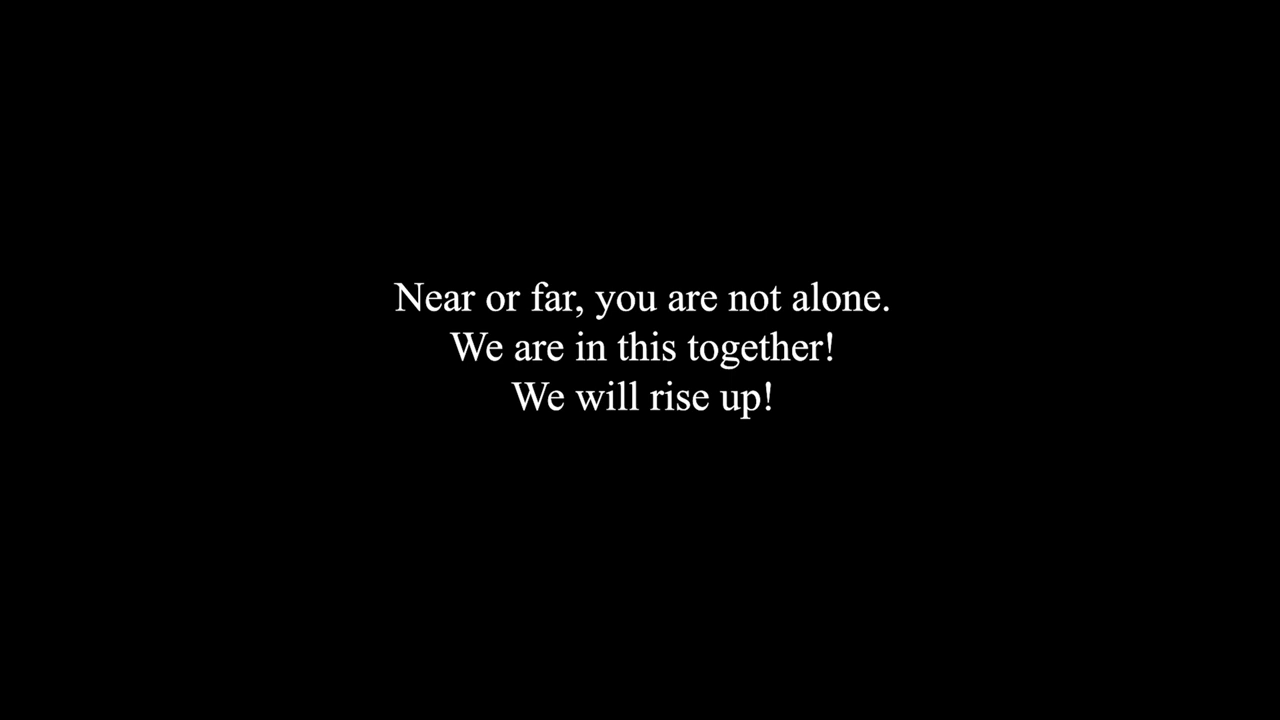 Near or far, you are not alone.
We are in this together!
We will rise up!